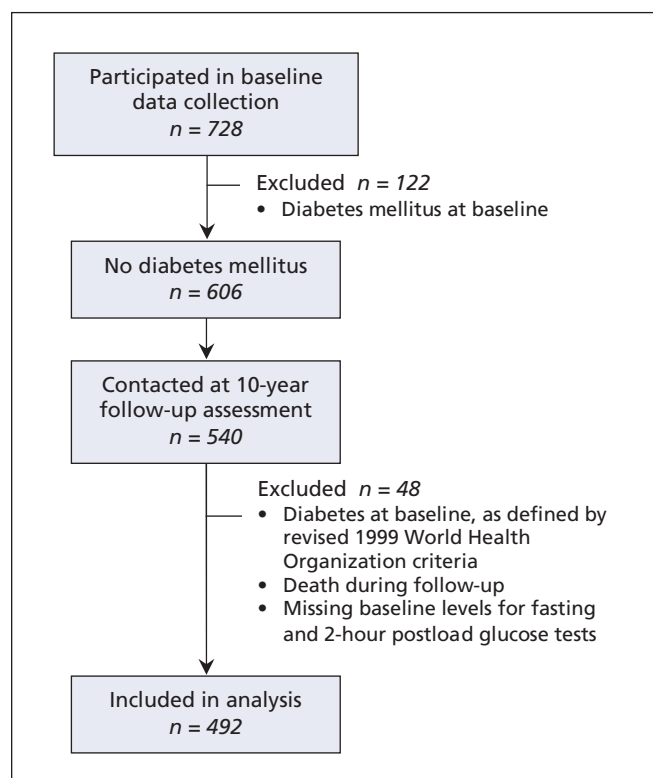 Participated in baseline
data collection
n = 728
Excluded n = 122
• Diabetes mellitus at baseline
No diabetes mellitus
n = 606
Contacted at 10-year
follow-up assessment
n = 540
Excluded n = 48
• Diabetes at baseline, as defined by
revised 1999 World Health
Organization criteria
• Death during follow-up
• Missing baseline levels for fasting
and 2-hour postload glucose tests
Included in analysis
n = 492